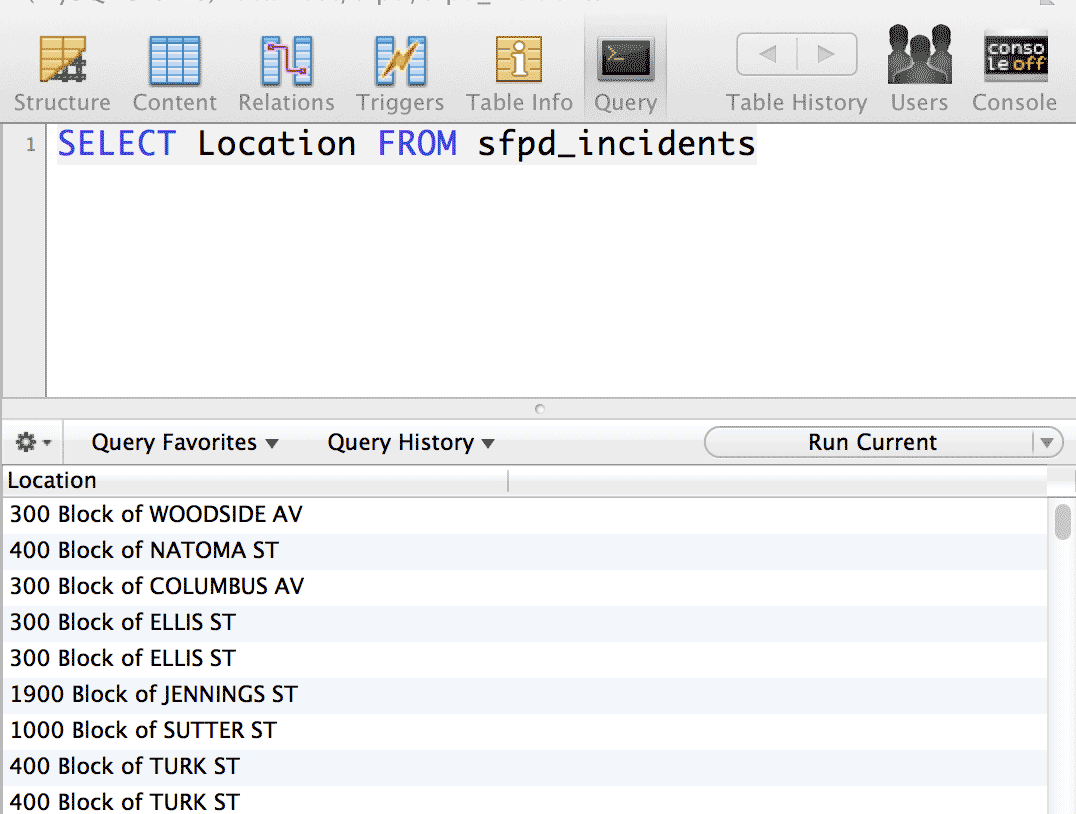 Structure Content Relations Triggers Table Info Query Table History Users Console
conso
le off
1 SELECT Location FROM sfpd_incidents
Query Favorites Query History Run Current
Location
300 Block of WOODSIDE AV
400 Block of NATOMA ST
300 Block of COLUMBUS AV
300 Block of ELLIS ST
300 Block of ELLIS ST
1900 Block of JENNINGS ST
1000 Block of SUTTER ST
400 Block of TURK ST
400 Block of TURK ST